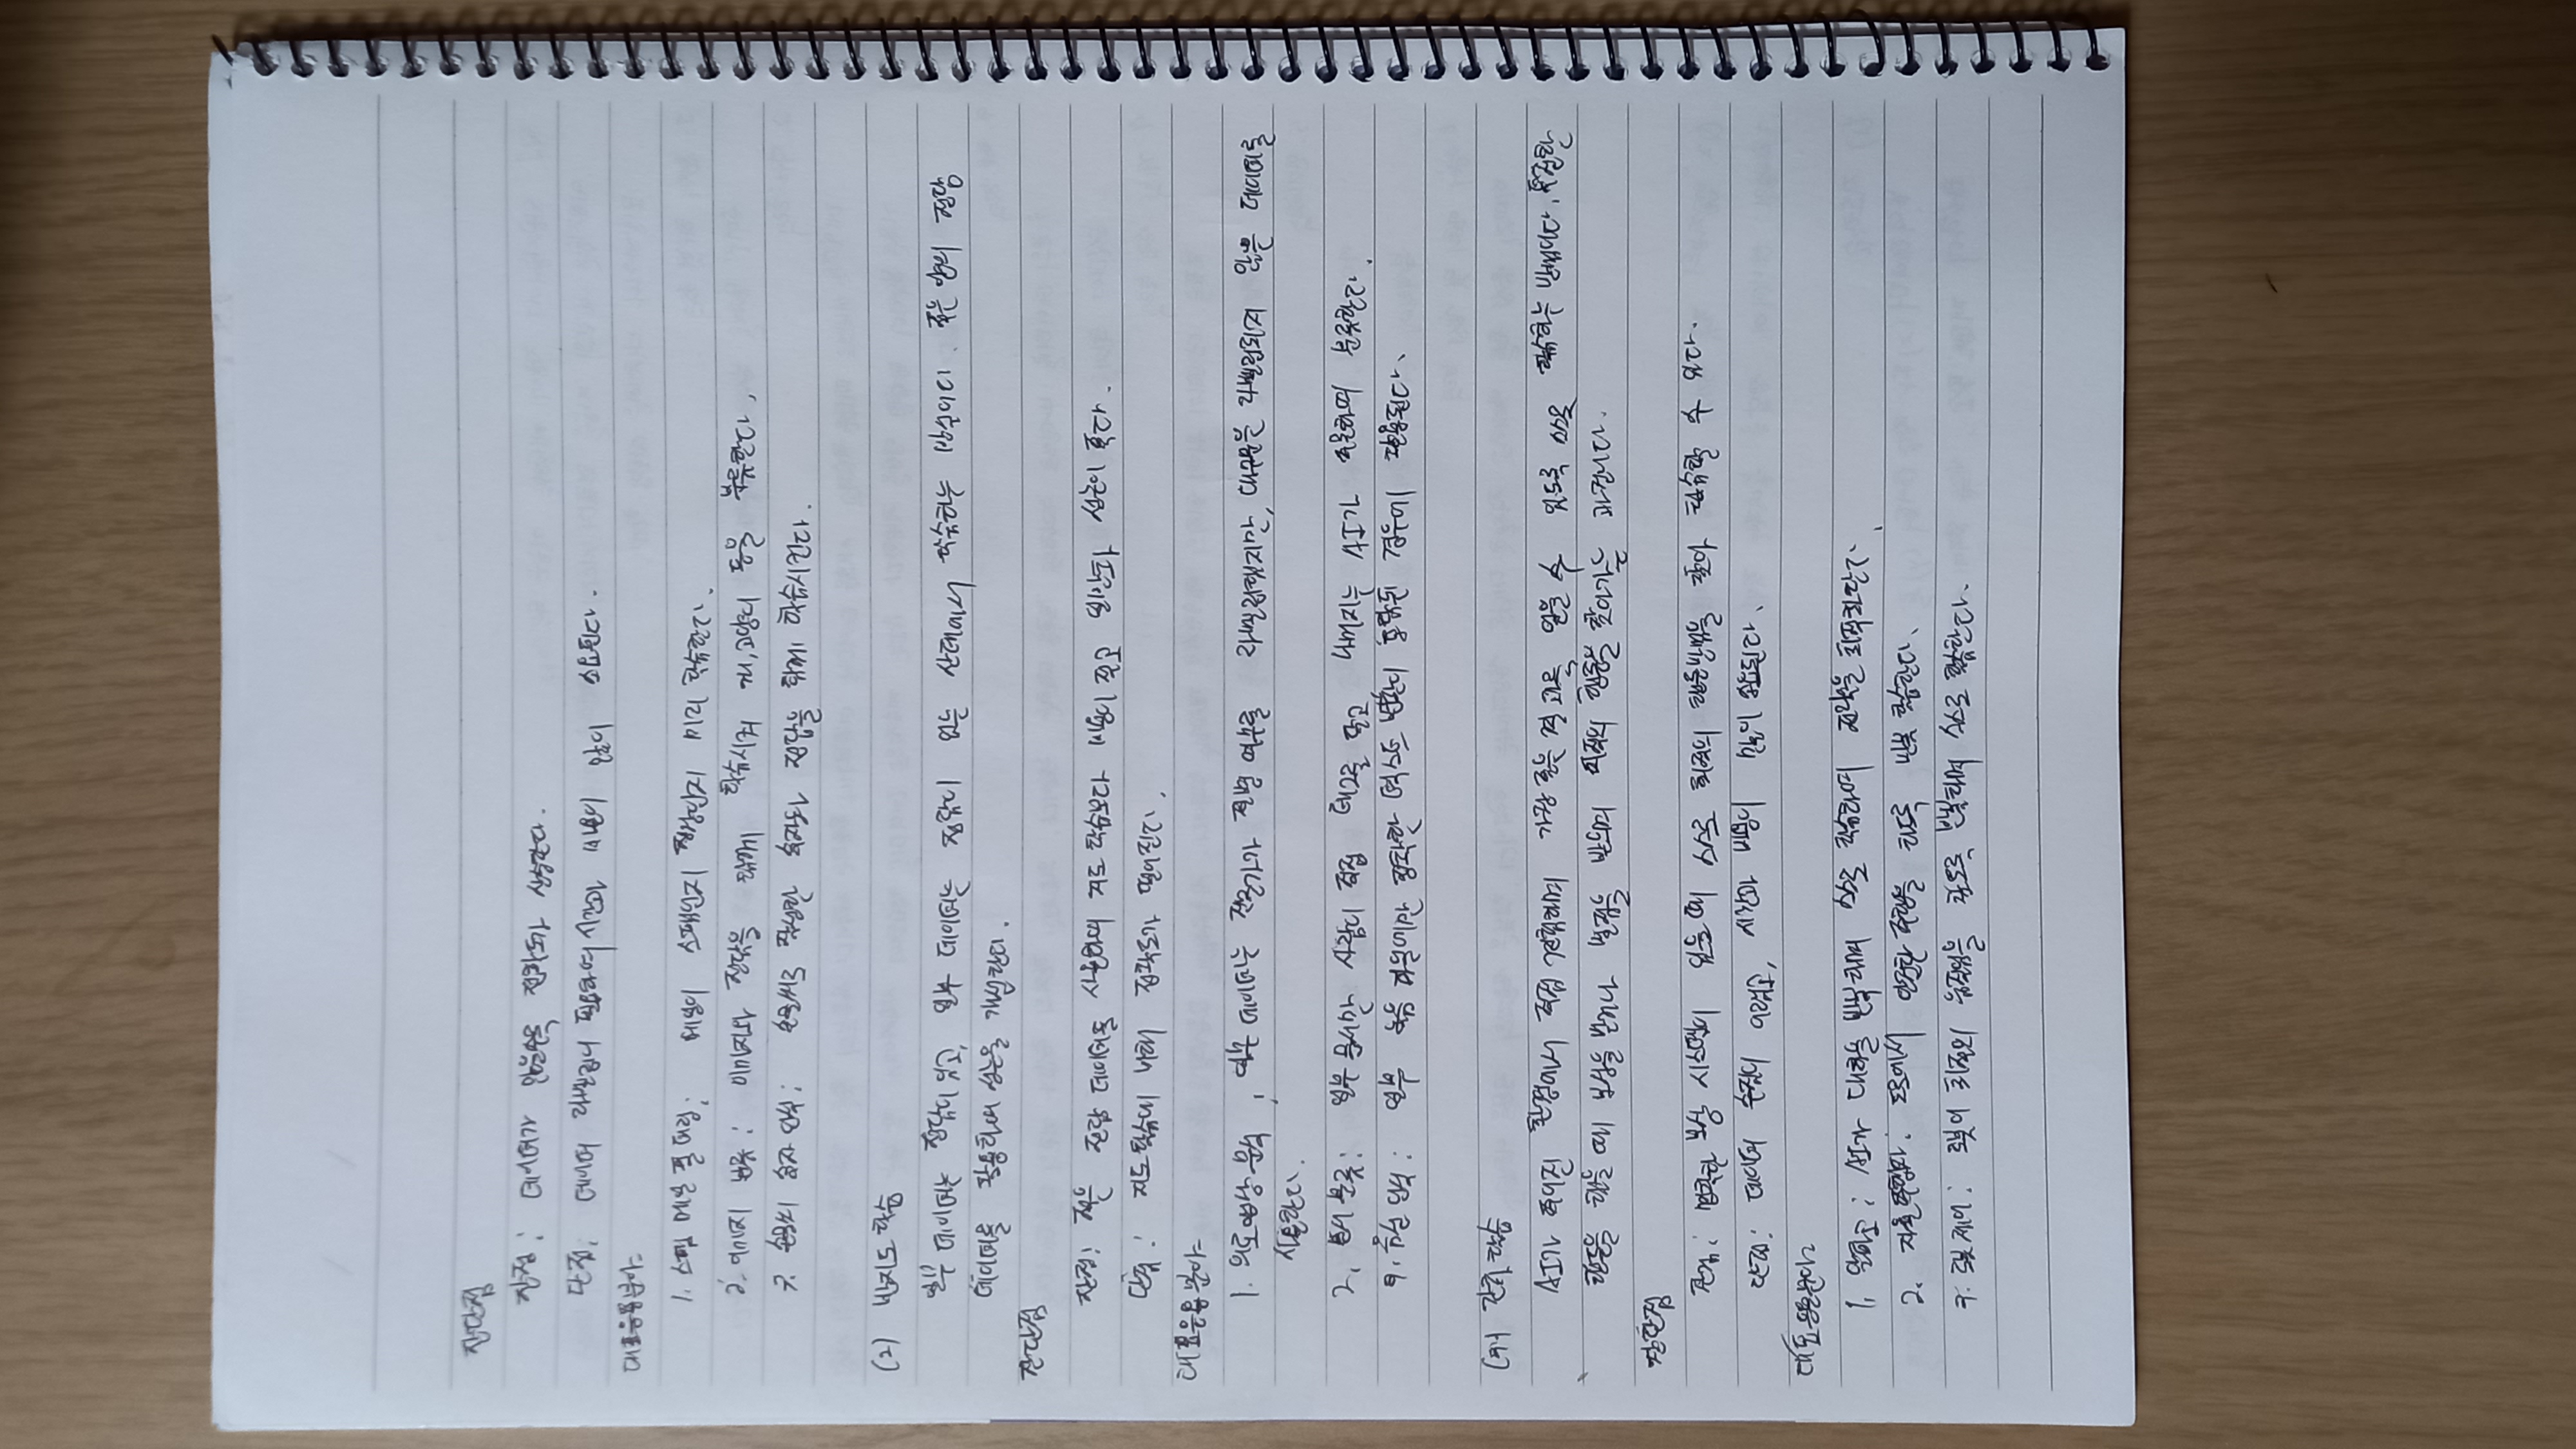 장단점
장점: 데이터가 많을수록 정확도가 상승한다.
단점: 데이터 라벨링이 필요하여 시간과 비용이 많이 소요된다.
대표응용분야
1. 스팸 메일 필터링: 메일이 스팸인지 정상인지 미리 학습한다.
2. 이미지 분류: 이미지와 정답을 함께 학습시켜 개, 고양이 등을 분류한다.
3. 손글씨 숫자 인식: 손글씨로 작성한 숫자와 정답을 함께 학습시킨다.
(2) 반지도 학습
일부 데이터는 정답이 있고, 일부 데이터는 정답이 없는 상태에서 학습하는 방식이다. 적은 양의 정답
데이터를 활용하며 성능을 개선한다.
장단점
장점: 적은 정답 데이터를 사용하며 지도 학습보다 비용이 적고 일반화 성능이 좋다.
단점: 지도학습에 비해 정확도가 떨어진다.
대표응용분야
1. 의료영상 분석: 일부 데이터는 전문가가 질병 여부를 라벨링했지만, 대부분은 라벨링되지 않은 데이터를
사용한다.
2. 문서 분류: 일부 문서만 사람이 직접 태그를 달고 나머지는 AI가 분류한다.
3. 음성 인식: 일부 녹음 파일에만 정확한 텍스트 변환이 포함된 경우에 활용된다.
(3) 강화 학습
AI가 주어진 환경에서 직접 경험하며 가장 좋은 결과를 얻을 수 있도록 스스로 학습하는 방법이다. 특정한
행동을 했을 때 보상을 받거나 벌점을 받으며 최적의 행동을 찾아가는 과정이다.
장단점
장점: 명확한 보상 시스템이 있을 때 스스로 최적의 행동방법을 찾아 학습할 수 있다.
단점: 데이터 수집이 어렵고, 시간과 비용이 많이 소요된다.
대표응용분야
1. 알파고: AI가 대국을 반복하며 스스로 학습하며 전략을 최적화한다.
2. 자율주행차: 도로에서 안전한 주행을 하도록 반복 학습한다.
3. 로봇 제어: 로봇이 최적의 움직임을 찾도록 반복하며 스스로 학습한다.